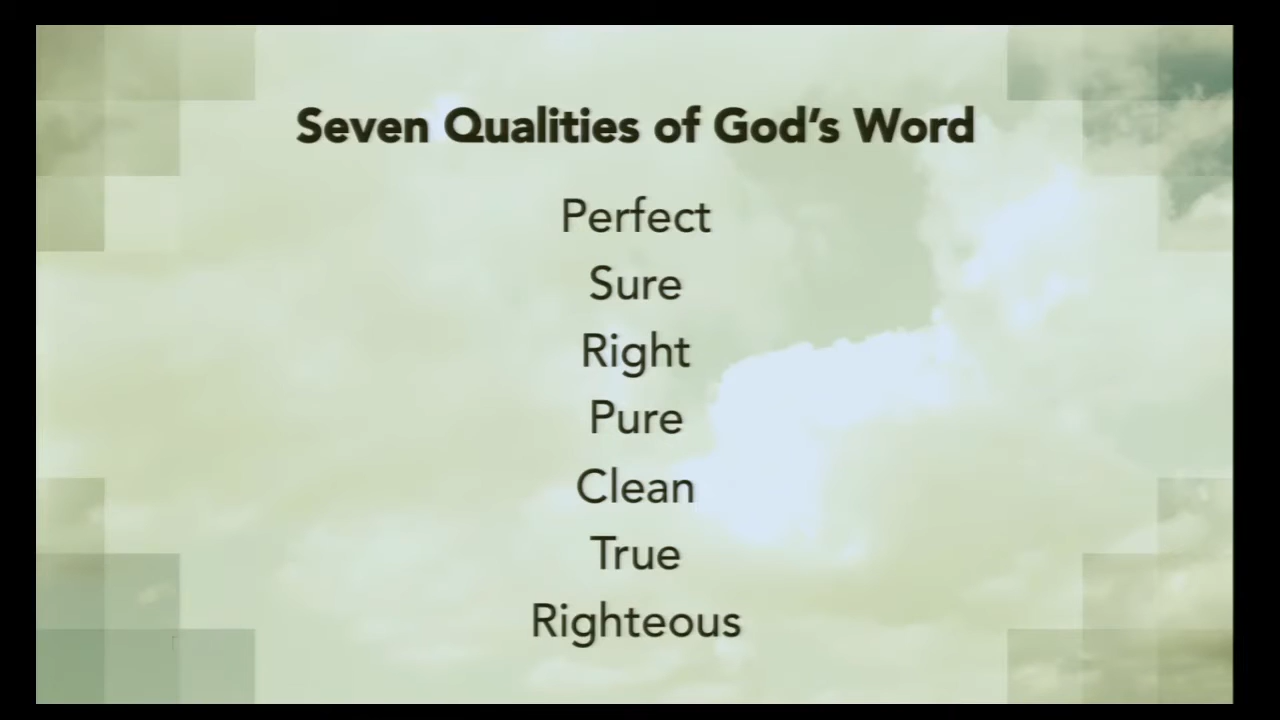 Seven Qualities of God’s Word
Perfect
Sure
Right
Pure
Clean
True
Righteous